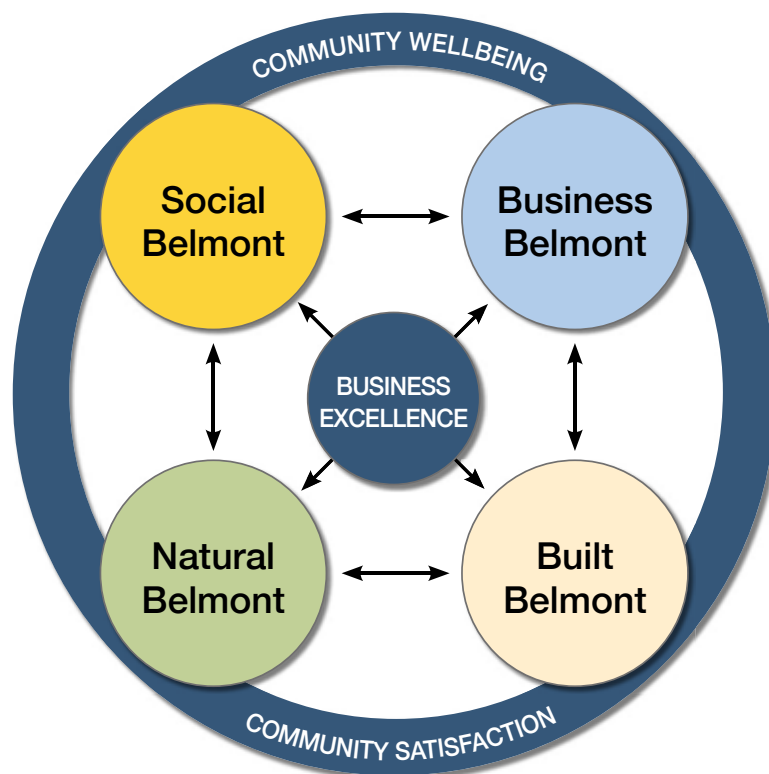 COMMUNITY WELLBEING
Social
Belmont
Business
Belmont
BUSINESS
EXCELLENCE
Natural
Belmont
Built
Belmont
COMMUNITY SATISFACTION